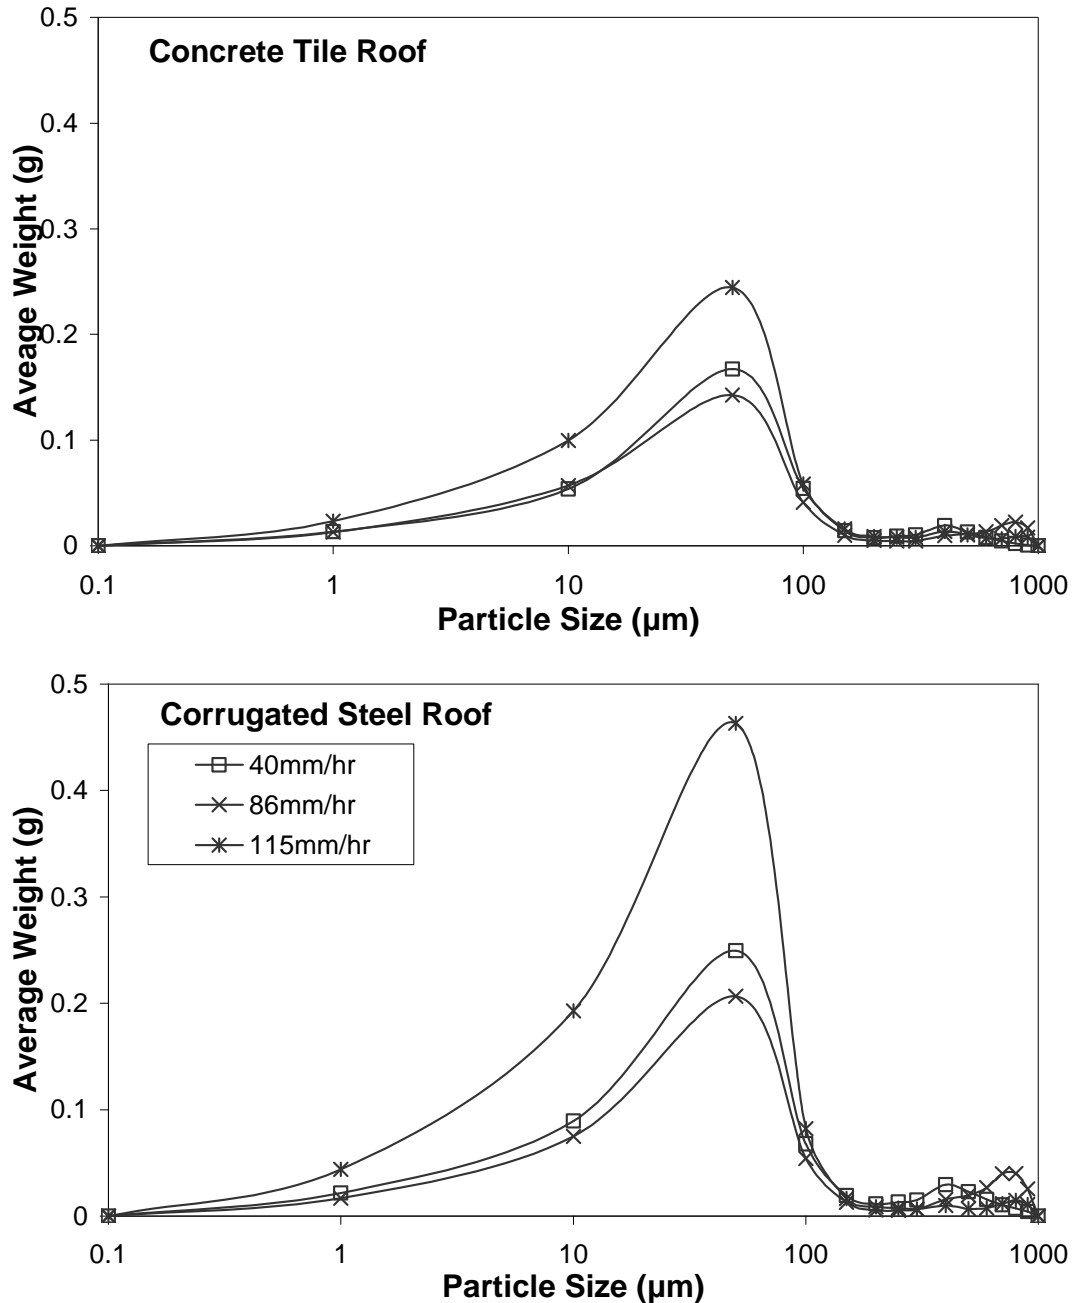 Concrete Tile Roof
0.5
0.4
0.3
0.2
0.1
0
Aveage Weight (g)
0.1 1 10 100 1000
Particle Size (µm)
Corrugated Steel Roof
40mm/hr
86mm/hr
115mm/hr
0.5
0.4
0.3
0.2
0.1
0
Average Weight (g)
0.1 1 10 100 1000
Particle Size (µm)